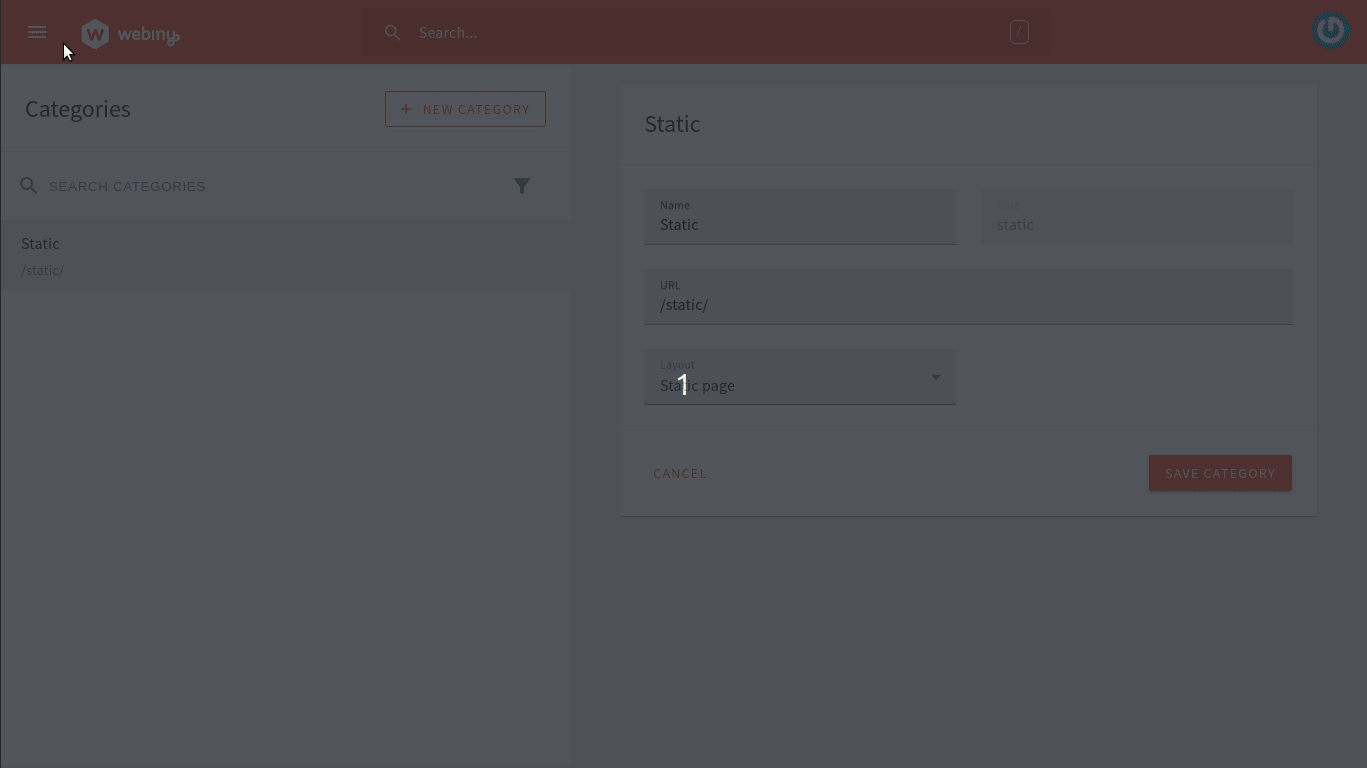 webiny
Search...
/
Categories
+ NEW CATEGORY
SEARCH CATEGORIES
Static
/static/
Static
Name
Static
static
URL
/static/
Layout
Static page
1
CANCEL
SAVE CATEGORY